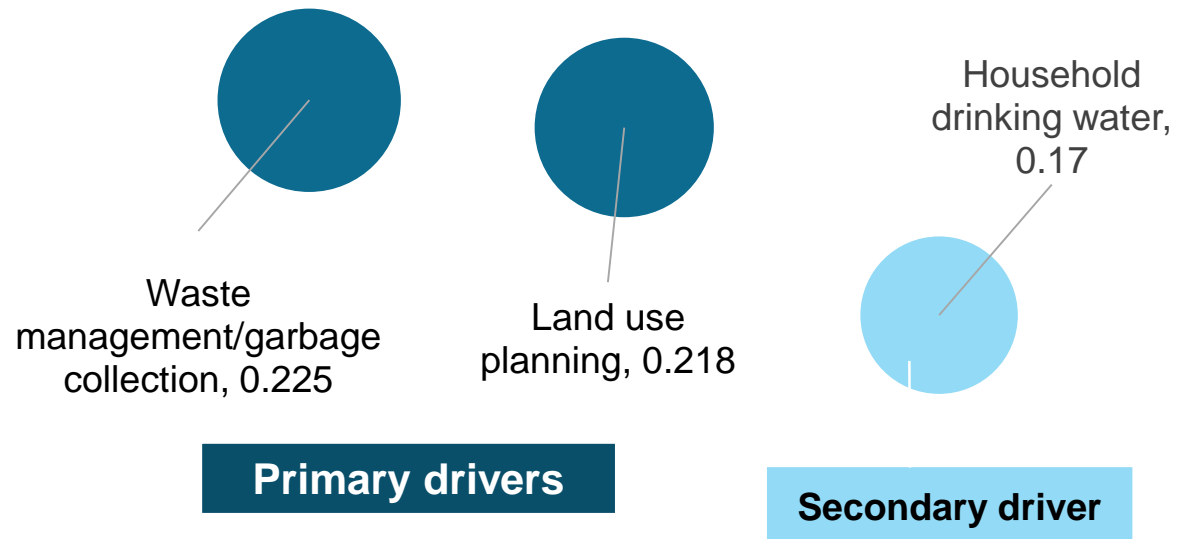 Waste
management/garbage
collection, 0.225
Land use
planning, 0.218
Household
drinking water,
0.17
Primary drivers
Secondary driver